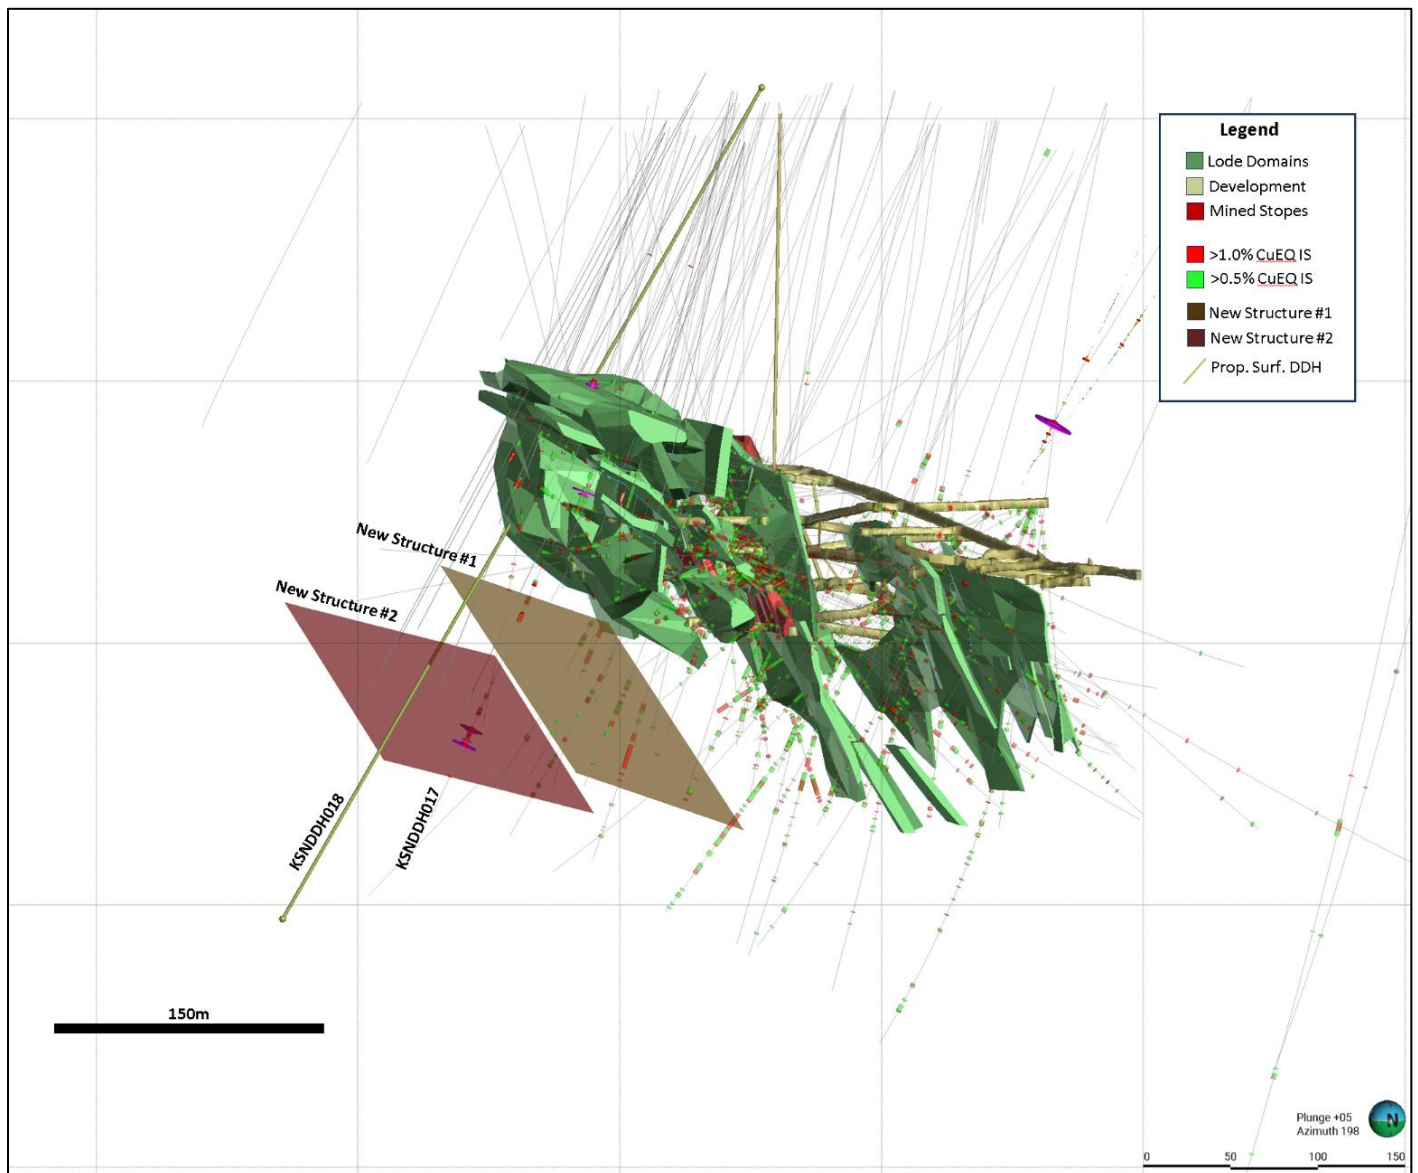 Legend
Lode Domains
Development
Mined Stopes
>1.0% CuEQ IS
>0.5% CuEQ IS
New Structure #1
New Structure #2
Prop. Surf. DDH
New Structure #1
New Structure #2
KSNDDH018
KSNDDH017
150m
Plunge +05
Azimuth 198
N
0 50 100 150